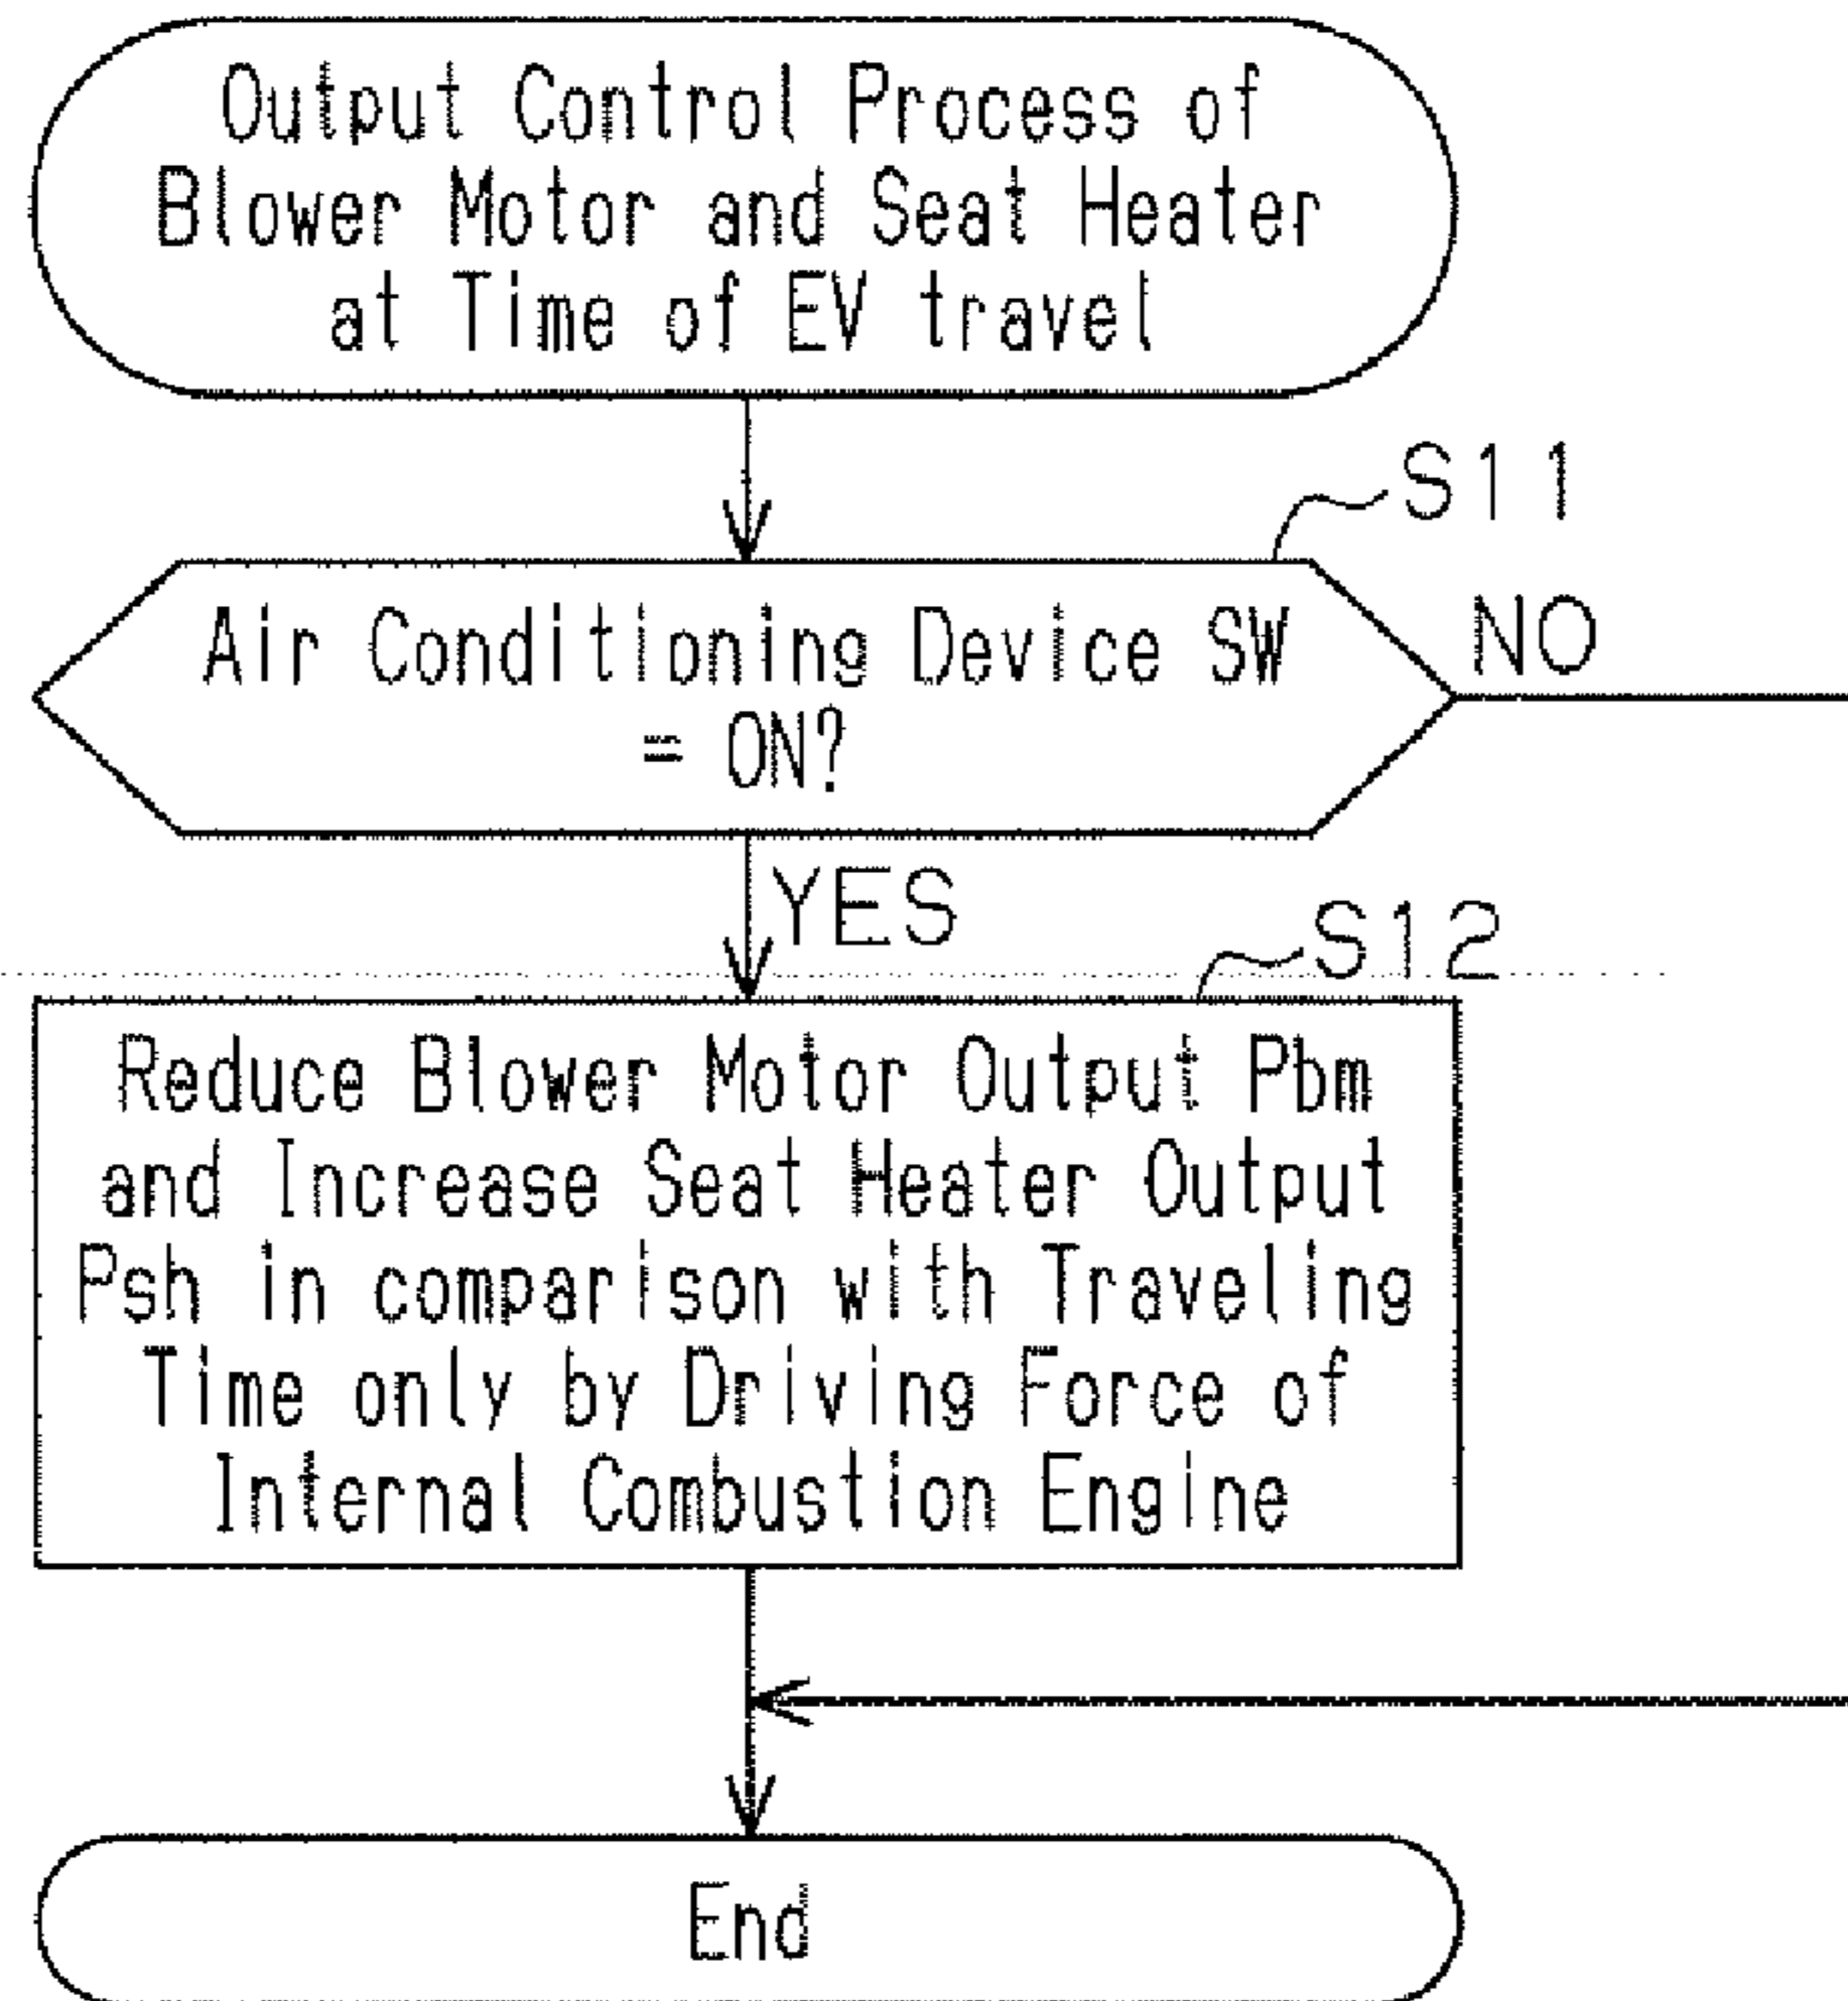 Output Control Process of
Blower Motor and Seat Heater
at Time of EV travel
S11
Air Conditioning Device SW
= ON?
NO
YES
S12
Reduce Blower Motor Output Pbm
and Increase Seat Heater Output
Psh in comparison with Traveling
Time only by Driving Force of
Internal Combustion Engine
End